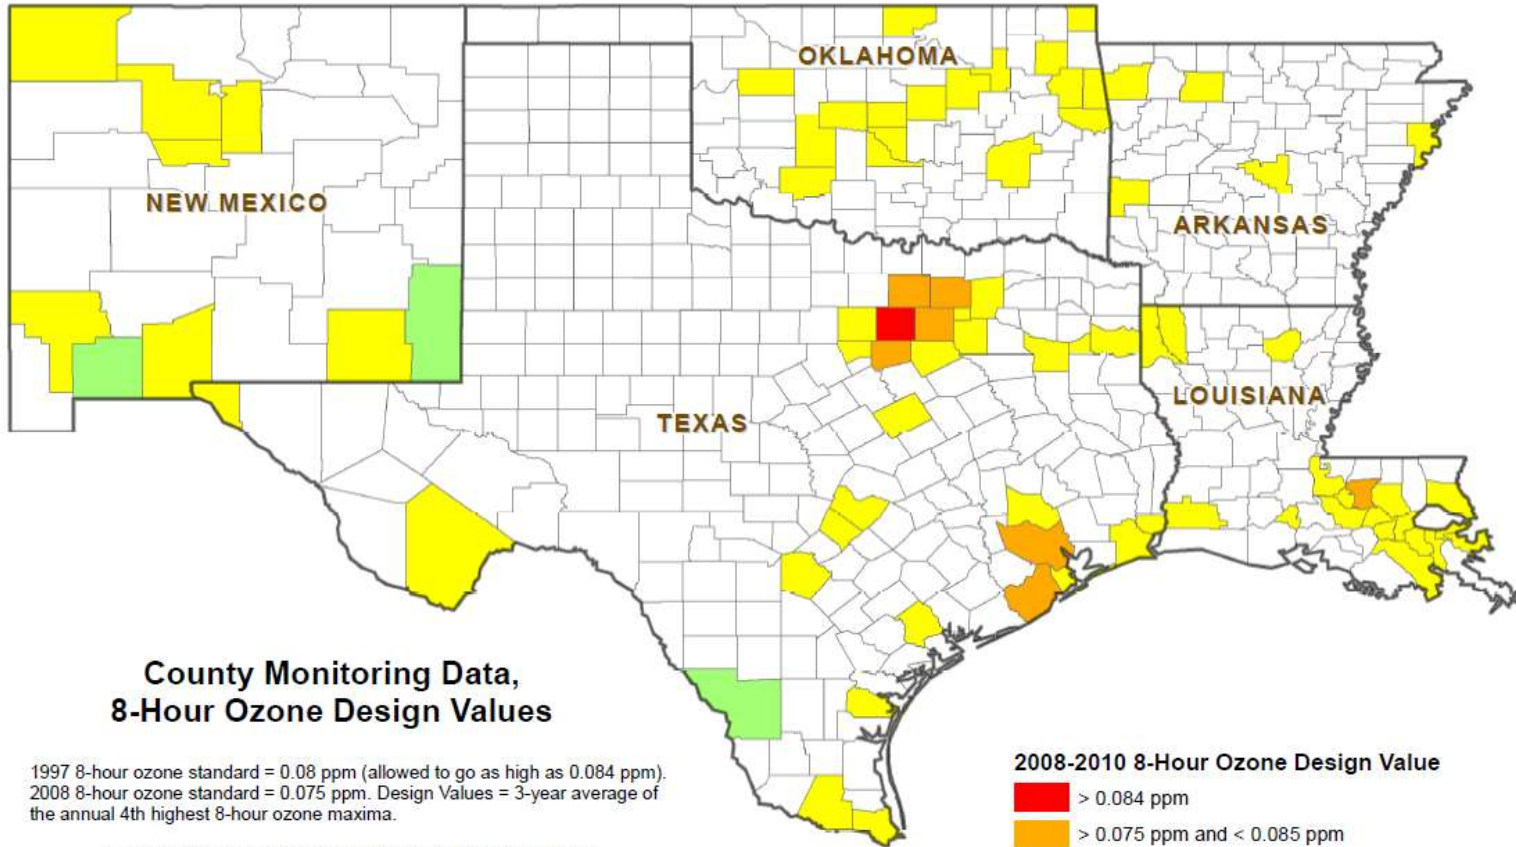 OKLAHOMA
NEW MEXICO
ARKANSAS
TEXAS
LOUISIANA
County Monitoring Data,
8-Hour Ozone Design Values
1997 8-hour ozone standard = 0.08 ppm (allowed to go as high as 0.084 ppm).
2008 8-hour ozone standard = 0.075 ppm. Design Values = 3-year average of
the annual 4th highest 8-hour ozone maxima.
2008-2010 8-Hour Ozone Design Value
> 0.084 ppm
> 0.075 ppm and < 0.085 ppm